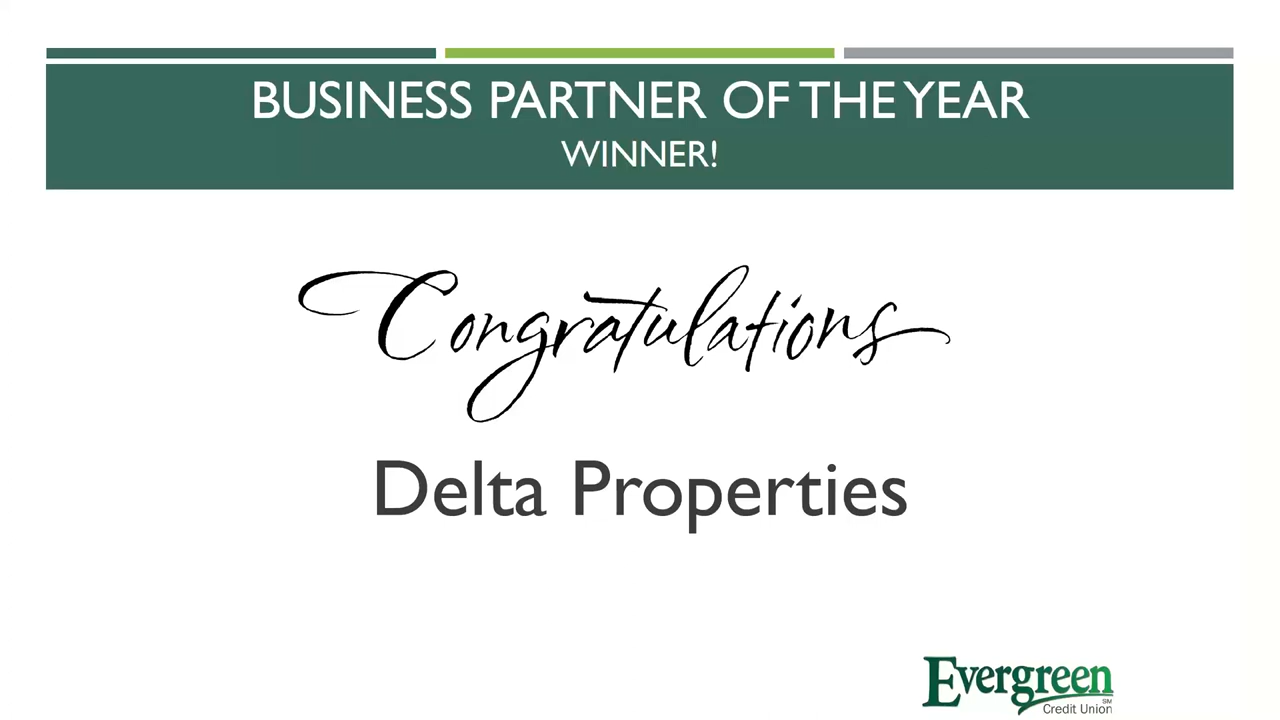 BUSINESS PARTNER OF THE YEAR
WINNER!
Congratulations
Delta Properties
Evergreen
SM
Credit Union